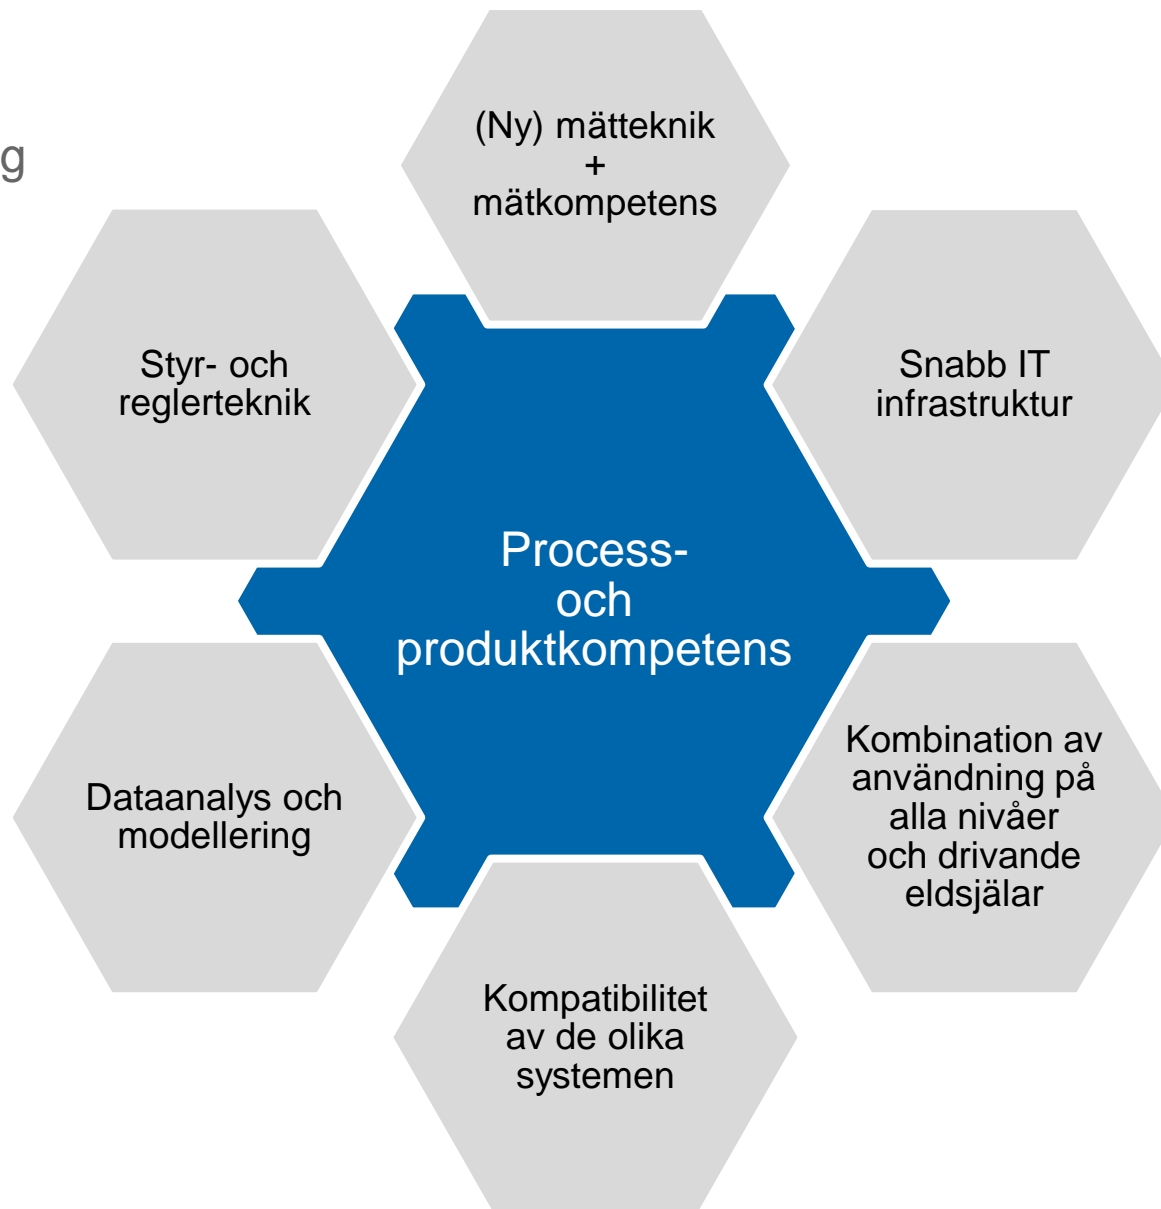 (Ny) mätteknik
+
mätkompetens
Styr- och
reglerteknik
Snabb IT
infrastruktur
Process-
och
produktkompetens
Dataanalys och
modellering
Kombination av
användning på
alla nivåer
och drivande
eldsjälar
Kompatibilitet
av de olika
systemen